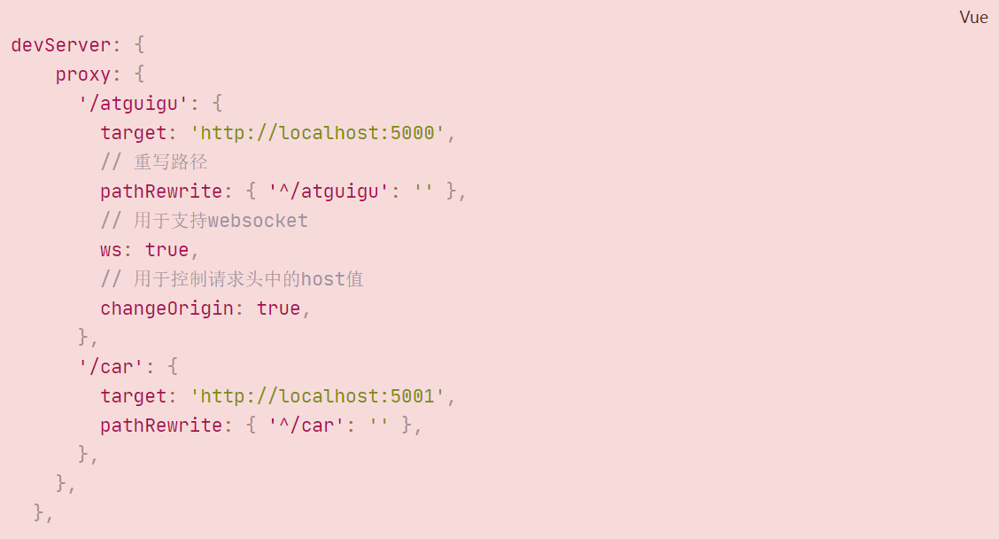 Vue
devServer: {
proxy: {
'/atguigu': {
target: 'http://localhost:5000',
// 重写路径
pathRewrite: { '^/atguigu': '' },
// 用于支持websocket
ws: true,
// 用于控制请求头中的host值
changeOrigin: true,
},
'/car': {
target: 'http://localhost:5001',
pathRewrite: { '^/car': '' },
},
},
},